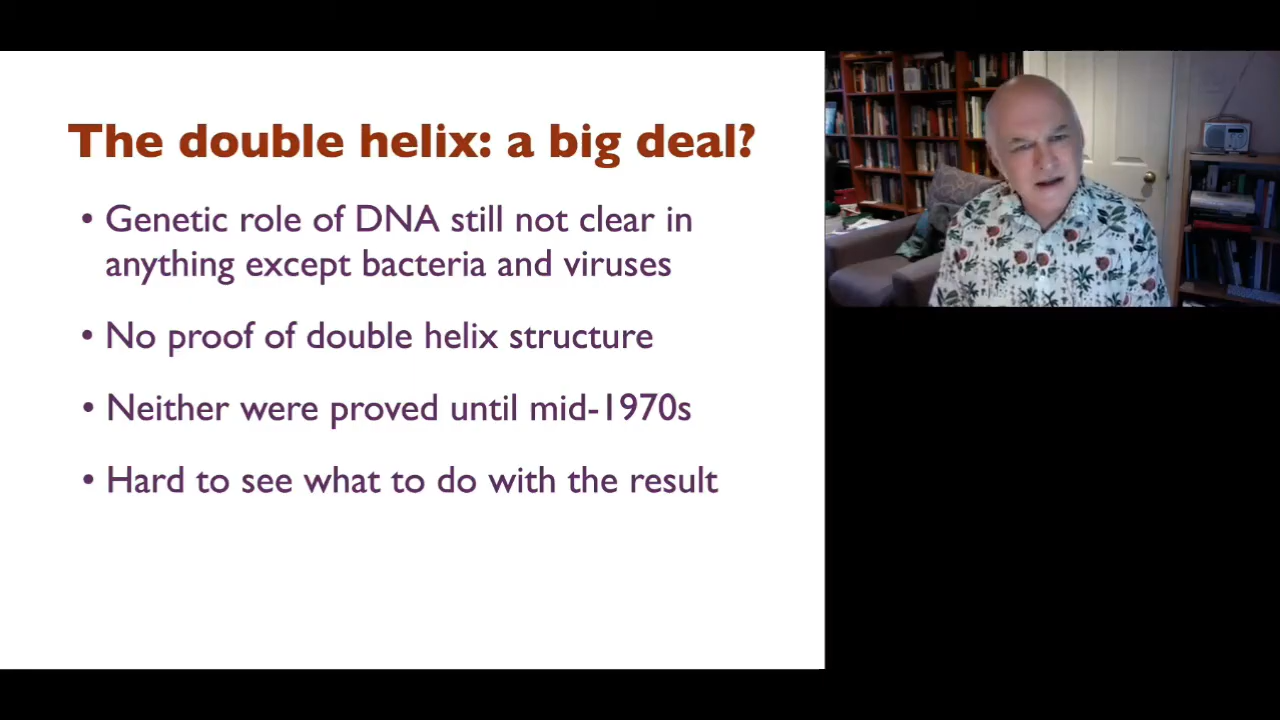 The double helix: a big deal?
• Genetic role of DNA still not clear in
anything except bacteria and viruses
• No proof of double helix structure
• Neither were proved until mid-1970s
• Hard to see what to do with the result